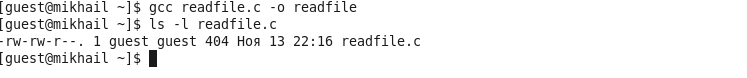 [guest@mikhail ~]$ gcc readfile.c -o readfile
[guest@mikhail ~]$ ls -l readfile.c
-rw-rw-r--. 1 guest guest 404 Ноя 13 22:16 readfile.c
[guest@mikhail ~]$